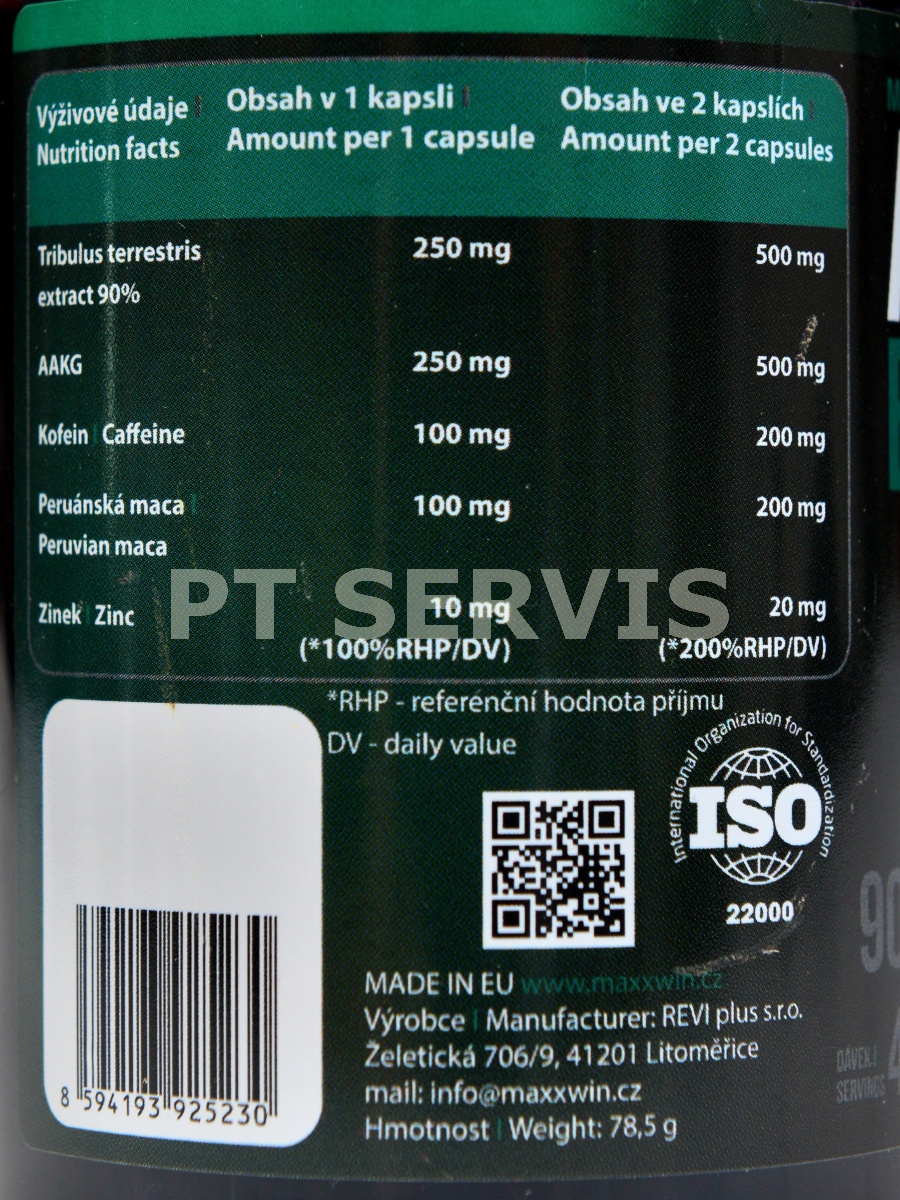 Výživové údaje | Obsah v 1 kapsli | Obsah ve 2 kapslích |
Nutrition facts Amount per 1 capsule Amount per 2 capsules
Tribulus terrestris 250 mg 500 mg
extract 90%
AAKG 250 mg 500 mg
Kofein | Caffeine 100 mg 200 mg
Peruánská maca | 100 mg 200 mg
Peruvian maca
PT SERVIS
Zinek | Zinc 10 mg 20 mg
(*100%RHP/DV) (*200%RHP/DV)
*RHP - referenční hodnota příjmu
DV - daily value
International Organization for Standardization
ISO
22000
MADE IN EU www.maxxwin.cz
Výrobce | Manufacturer: REVI plus s.r.o.
Želetická 706/9, 41201 Litoměřice
mail: info@maxxwin.cz
Hmotnost | Weight: 78,5 g
8 594193 925230
90
DÁVEK |
SERVINGS